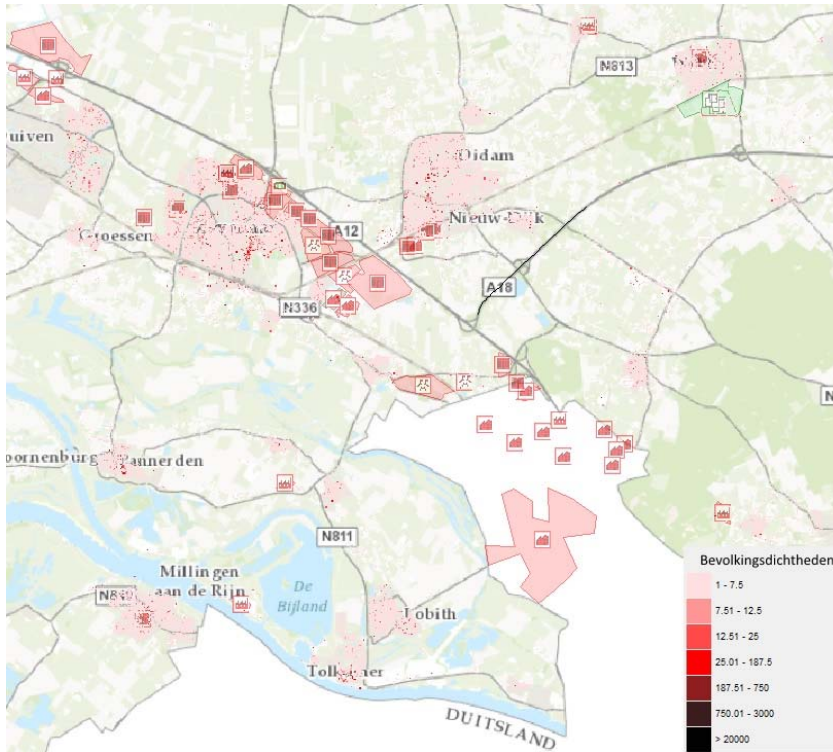 N813
uiven
Didam
Groessen
Nieuw-Dijk
A12
A18
N336
oornenburg
Pannerden
N811
Millingen
aan de Rijn
De
Bijland
Lobith
DUITSLAND
N
Bevolkingsdichtheden
1 - 7.5
7.51 - 12.5
12.51 - 25
25.01 - 187.5
187.51 - 750
750.01 - 3000
> 20000